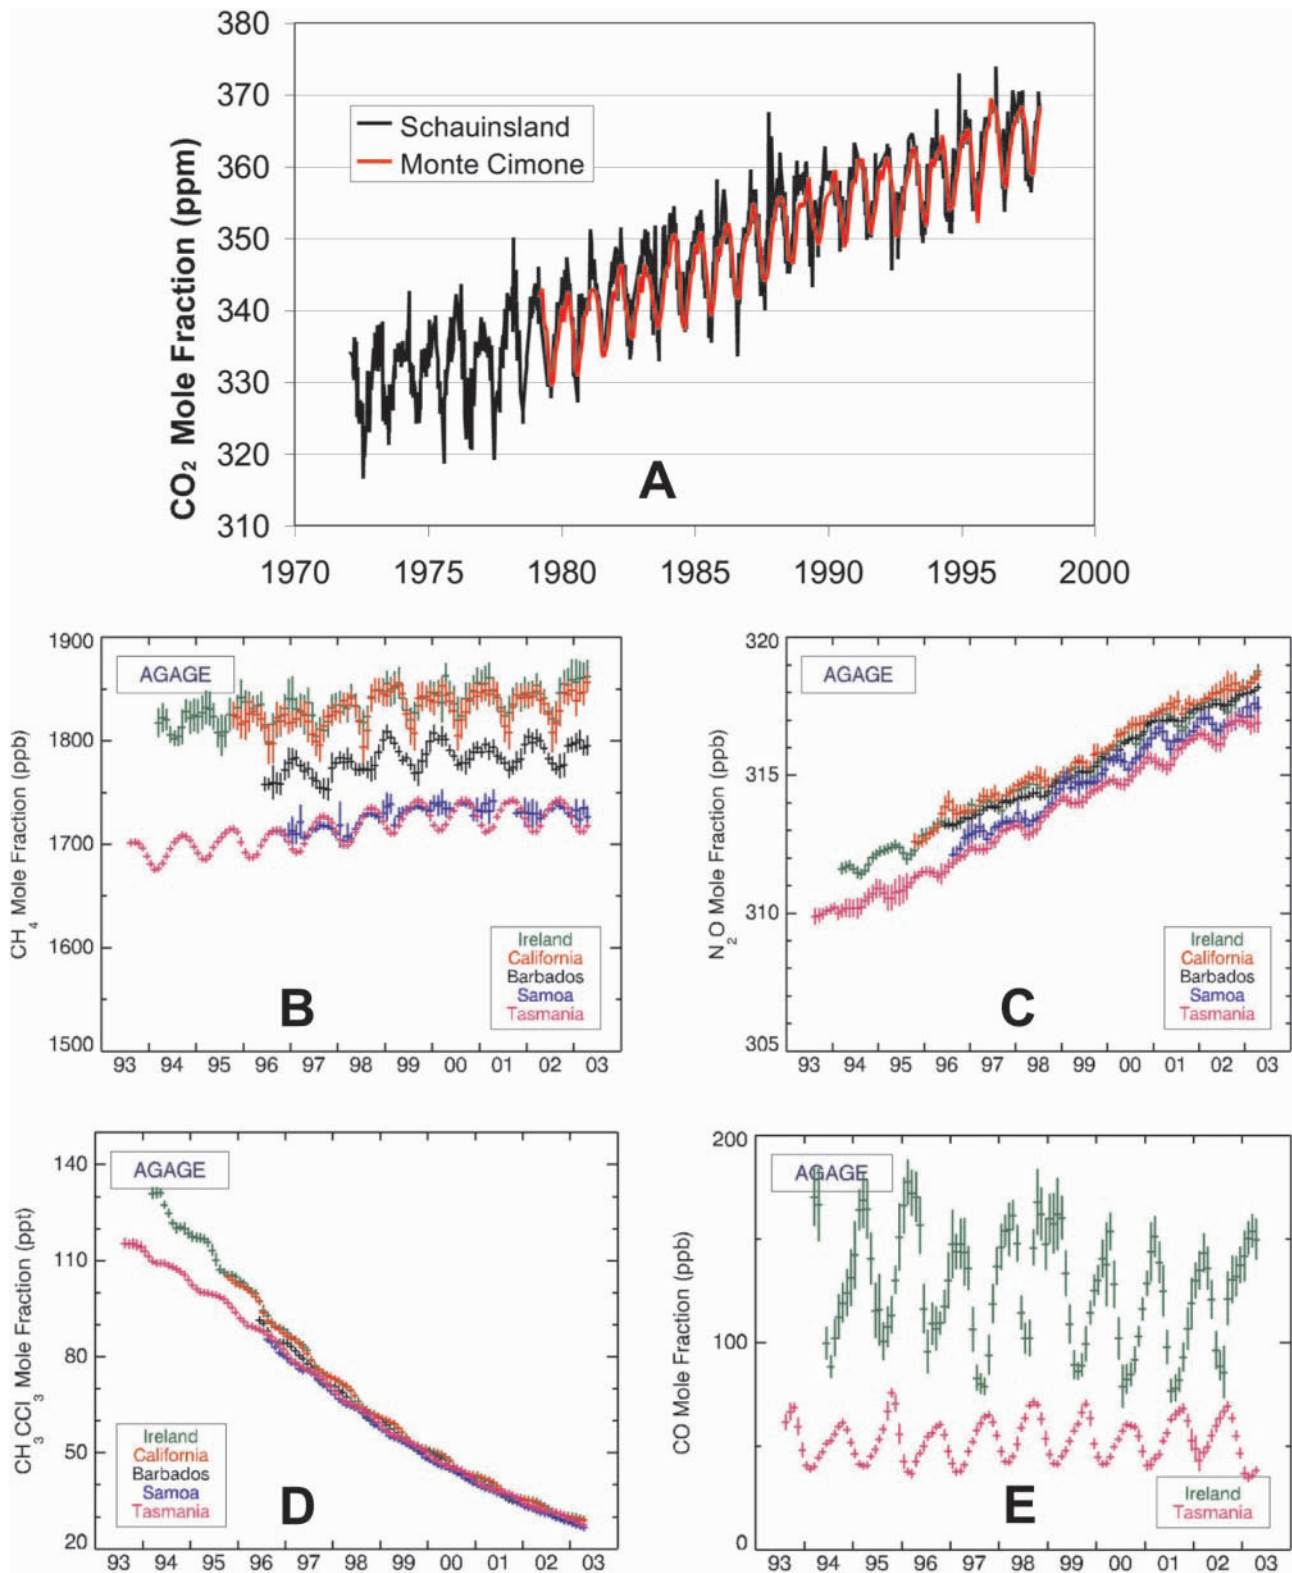 380
370
360
350
340
330
320
310
CO₂ Mole Fraction (ppm)
Schauinsland
Monte Cimone
A
1970 1975 1980 1985 1990 1995 2000
1900
1800
1700
1600
1500
CH₄ Mole Fraction (ppb)
AGAGE
Ireland
California
Barbados
Samoa
Tasmania
B
93 94 95 96 97 98 99 00 01 02 03
320
315
310
305
N₂O Mole Fraction (ppb)
AGAGE
Ireland
California
Barbados
Samoa
Tasmania
C
93 94 95 96 97 98 99 00 01 02 03
140
110
80
50
20
CH₃CCl₃ Mole Fraction (ppt)
AGAGE
Ireland
California
Barbados
Samoa
Tasmania
D
93 94 95 96 97 98 99 00 01 02 03
200
100
0
CO Mole Fraction (ppb)
AGAGE
Ireland
Tasmania
E
93 94 95 96 97 98 99 00 01 02 03